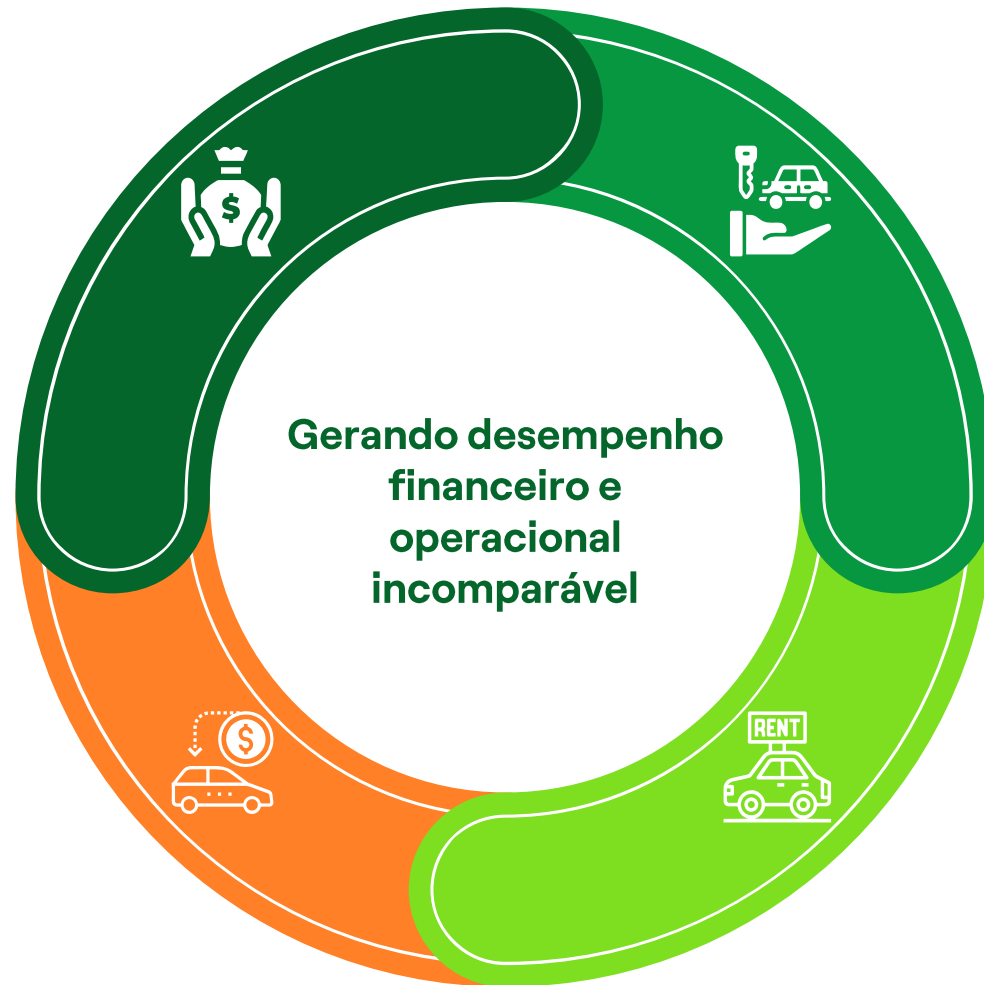 Gerando desempenho
financeiro e
operacional
incomparável
$
$
RENT